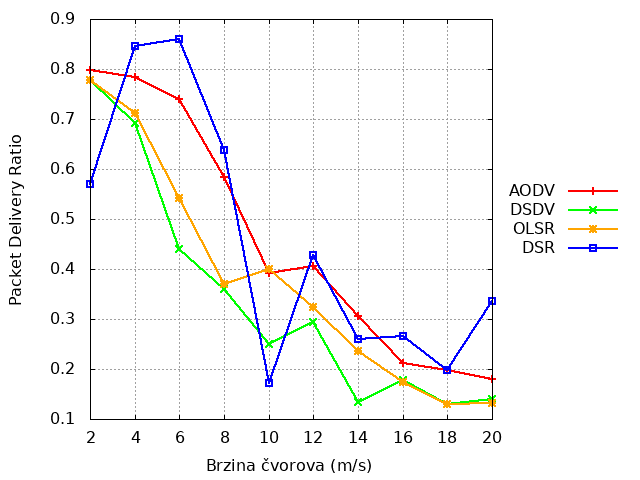 0.9
0.8
0.7
0.6
0.5
0.4
0.3
0.2
0.1
2 4 6 8 10 12 14 16 18 20
Packet Delivery Ratio
Brzina čvorova (m/s)
AODV
DSDV
OLSR
DSR